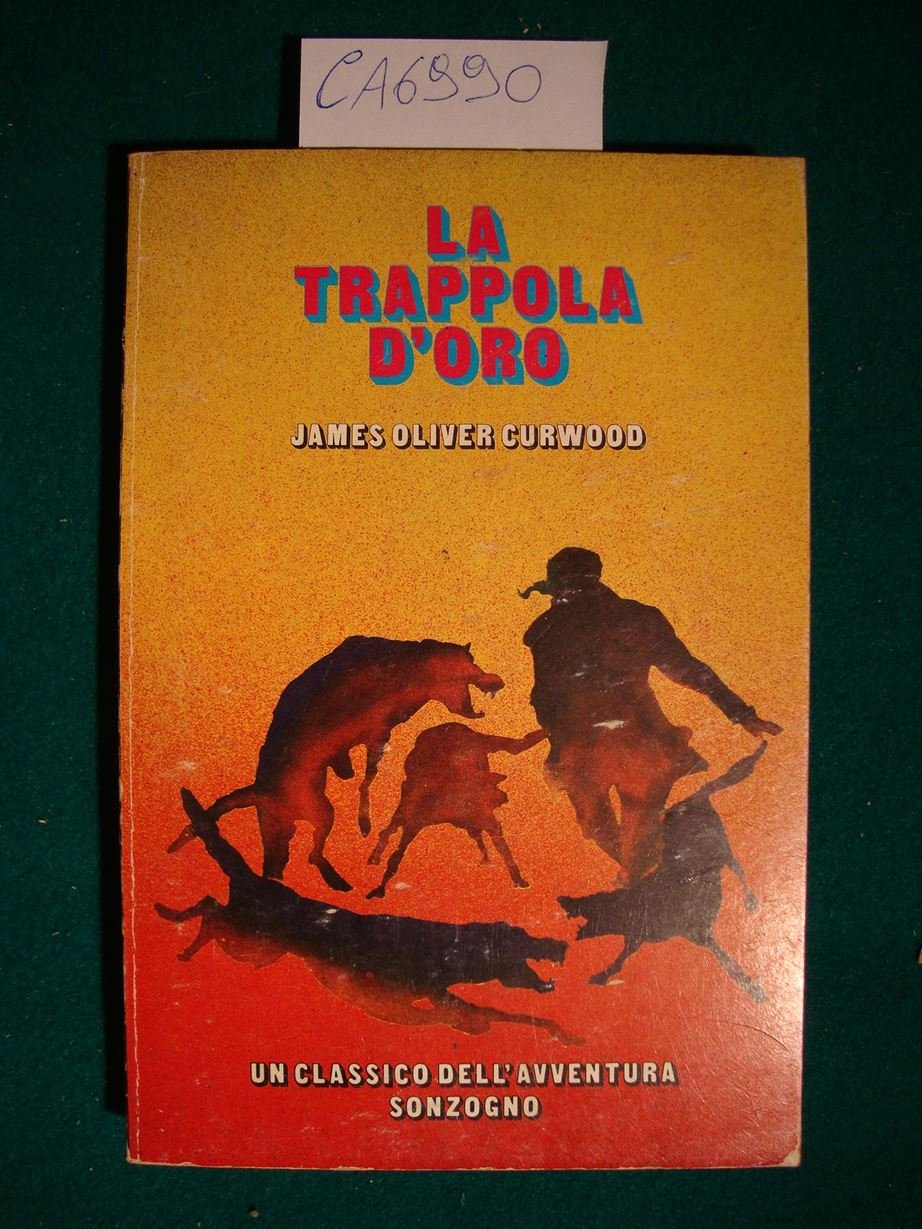 CA6990
LA
TRAPPOLA
D'ORO
JAMES OLIVER CURWOOD
UN CLASSICO DELL'AVVENTURA
SONZOGNO